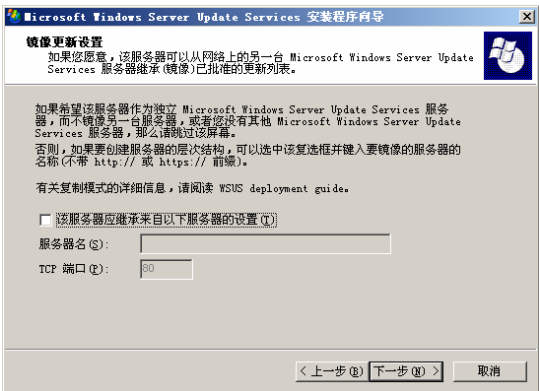 Microsoft Windows Server Update Services 安装程序向导
镜像更新设置
如果您愿意，该服务器可以从网络上的另一台 Microsoft Windows Server Update
Services 服务器继承(镜像)已批准的更新列表。
如果希望该服务器作为独立 Microsoft Windows Server Update Services 服务
器，而不镜像另一台服务器，或者您没有其他 Microsoft Windows Server Update
Services 服务器，那么请跳过该屏幕。
否则，如果要创建服务器的层次结构，可以选中该复选框并键入要镜像的服务器的
名称(不带 http:// 或 https:// 前缀)。
有关复制模式的详细信息，请阅读 WSUS deployment guide。
该服务器应继承来自以下服务器的设置(I)
服务器名(S):
TCP 端口(P): 80
< 上一步(B) 下一步(N) > 取消